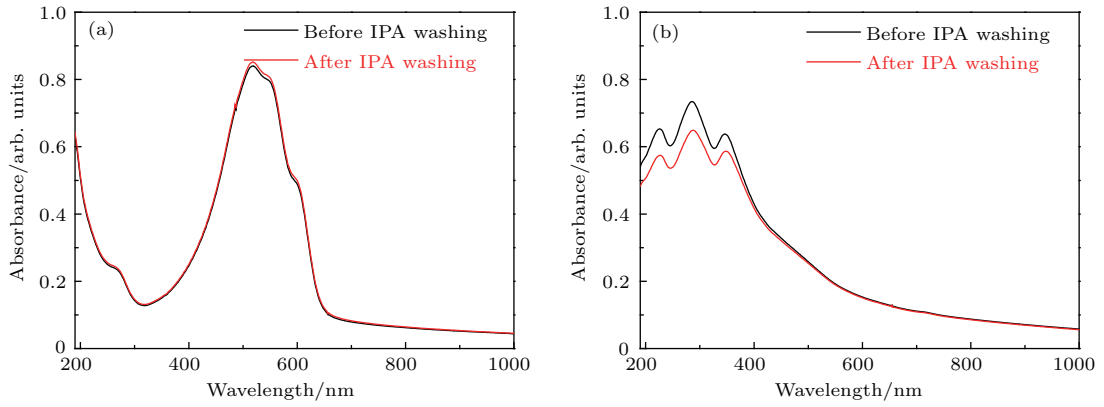 (a)
Before IPA washing
After IPA washing
1.0
0.8
0.6
0.4
0.2
0
200
400
600
800
1000
Wavelength/nm
Absorbance/arb. units
(b)
Before IPA washing
After IPA washing
1.0
0.8
0.6
0.4
0.2
0
200
400
600
800
1000
Wavelength/nm
Absorbance/arb. units